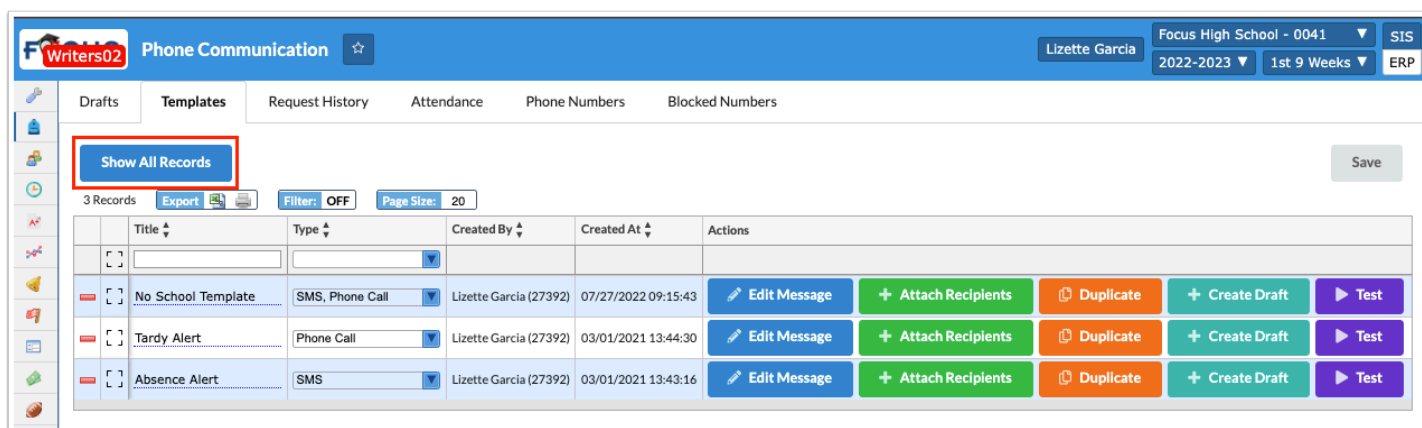 Writers02 Phone Communication Lizette Garcia Focus High School - 0041 SIS
2022-2023 1st 9 Weeks ERP
Drafts Templates Request History Attendance Phone Numbers Blocked Numbers
Show All Records Save
3 Records Export Filter: OFF Page Size: 20
Title Type Created By Created At Actions
No School Template SMS, Phone Call Lizette Garcia (27392) 07/27/2022 09:15:43 Edit Message + Attach Recipients Duplicate + Create Draft Test
Tardy Alert Phone Call Lizette Garcia (27392) 03/01/2021 13:44:30 Edit Message + Attach Recipients Duplicate + Create Draft Test
Absence Alert SMS Lizette Garcia (27392) 03/01/2021 13:43:16 Edit Message + Attach Recipients Duplicate + Create Draft Test